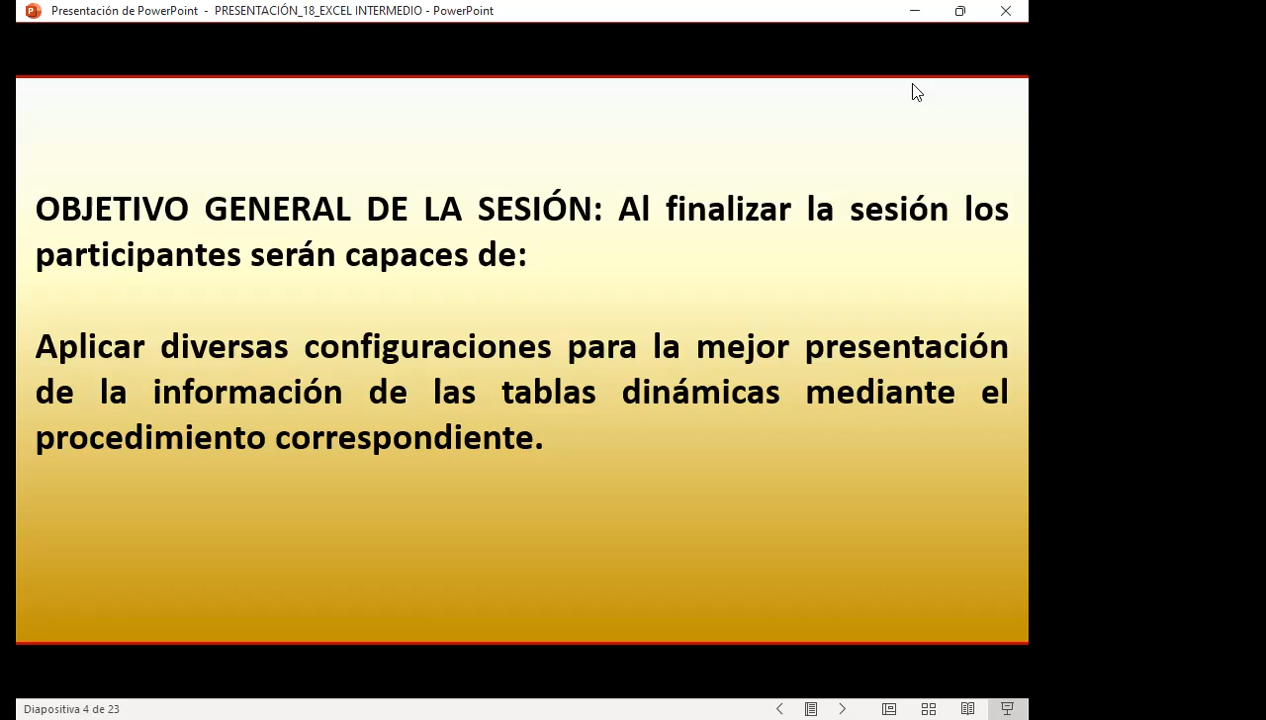 Presentación de PowerPoint - PRESENTACIÓN_18_EXCEL INTERMEDIO - PowerPoint
OBJETIVO GENERAL DE LA SESIÓN: Al finalizar la sesión los
participantes serán capaces de:
Aplicar diversas configuraciones para la mejor presentación
de la información de las tablas dinámicas mediante el
procedimiento correspondiente.
Diapositiva 4 de 23